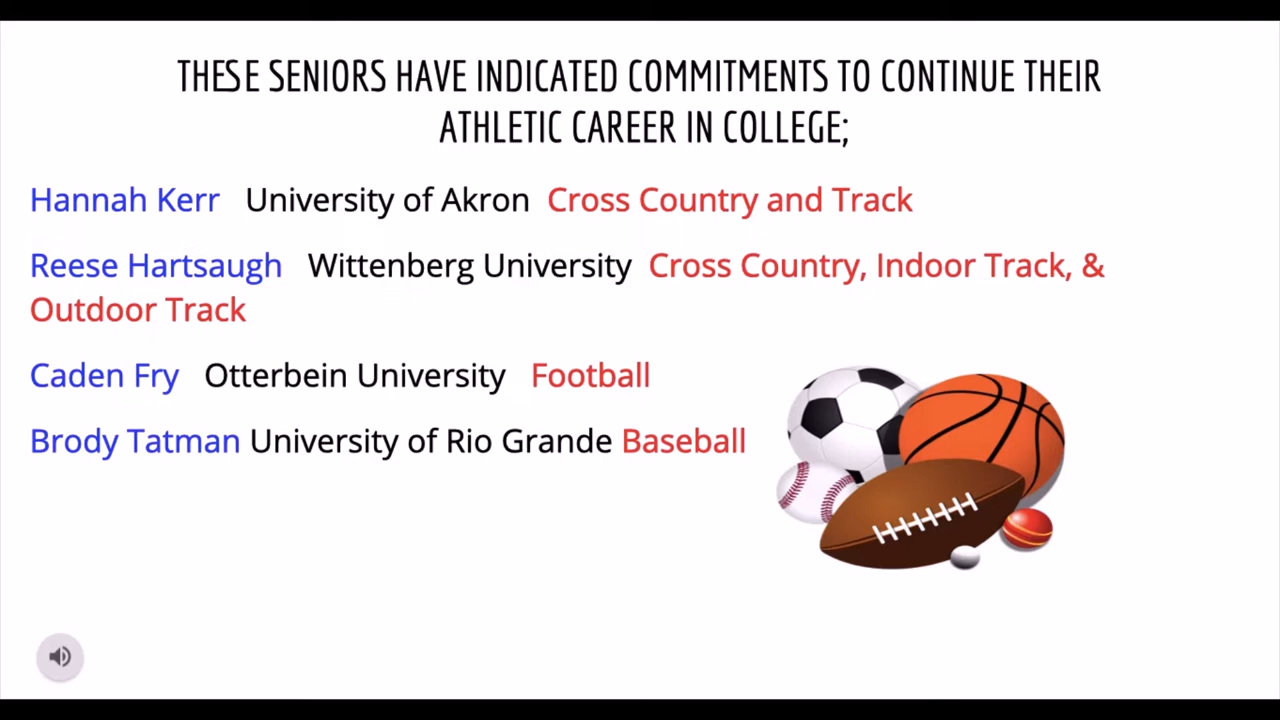 THESE SENIORS HAVE INDICATED COMMITMENTS TO CONTINUE THEIR
ATHLETIC CAREER IN COLLEGE;
Hannah Kerr University of Akron Cross Country and Track
Reese Hartsaugh Wittenberg University Cross Country, Indoor Track, &
Outdoor Track
Caden Fry Otterbein University Football
Brody Tatman University of Rio Grande Baseball